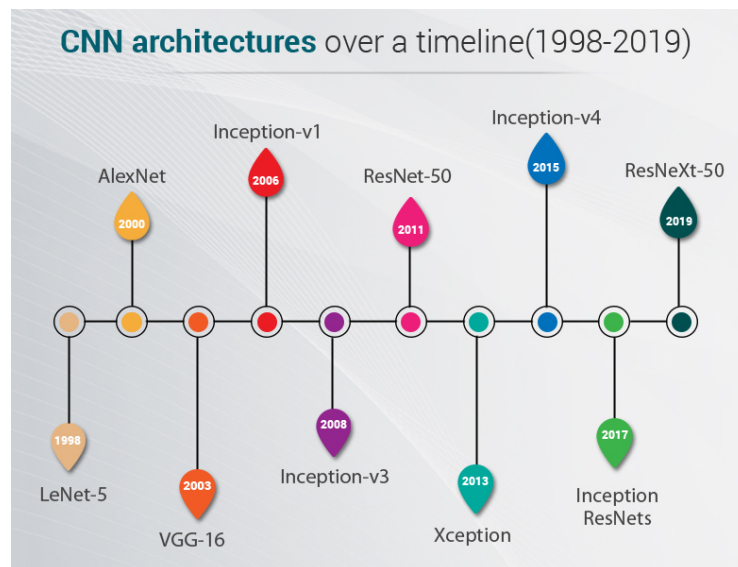 CNN architectures over a timeline(1998-2019)
Inception-v1
2006
Inception-v4
2015
AlexNet
2000
ResNet-50
2011
ResNeXt-50
2019
1998
LeNet-5
2003
VGG-16
2008
Inception-v3
2013
Xception
2017
Inception
ResNets